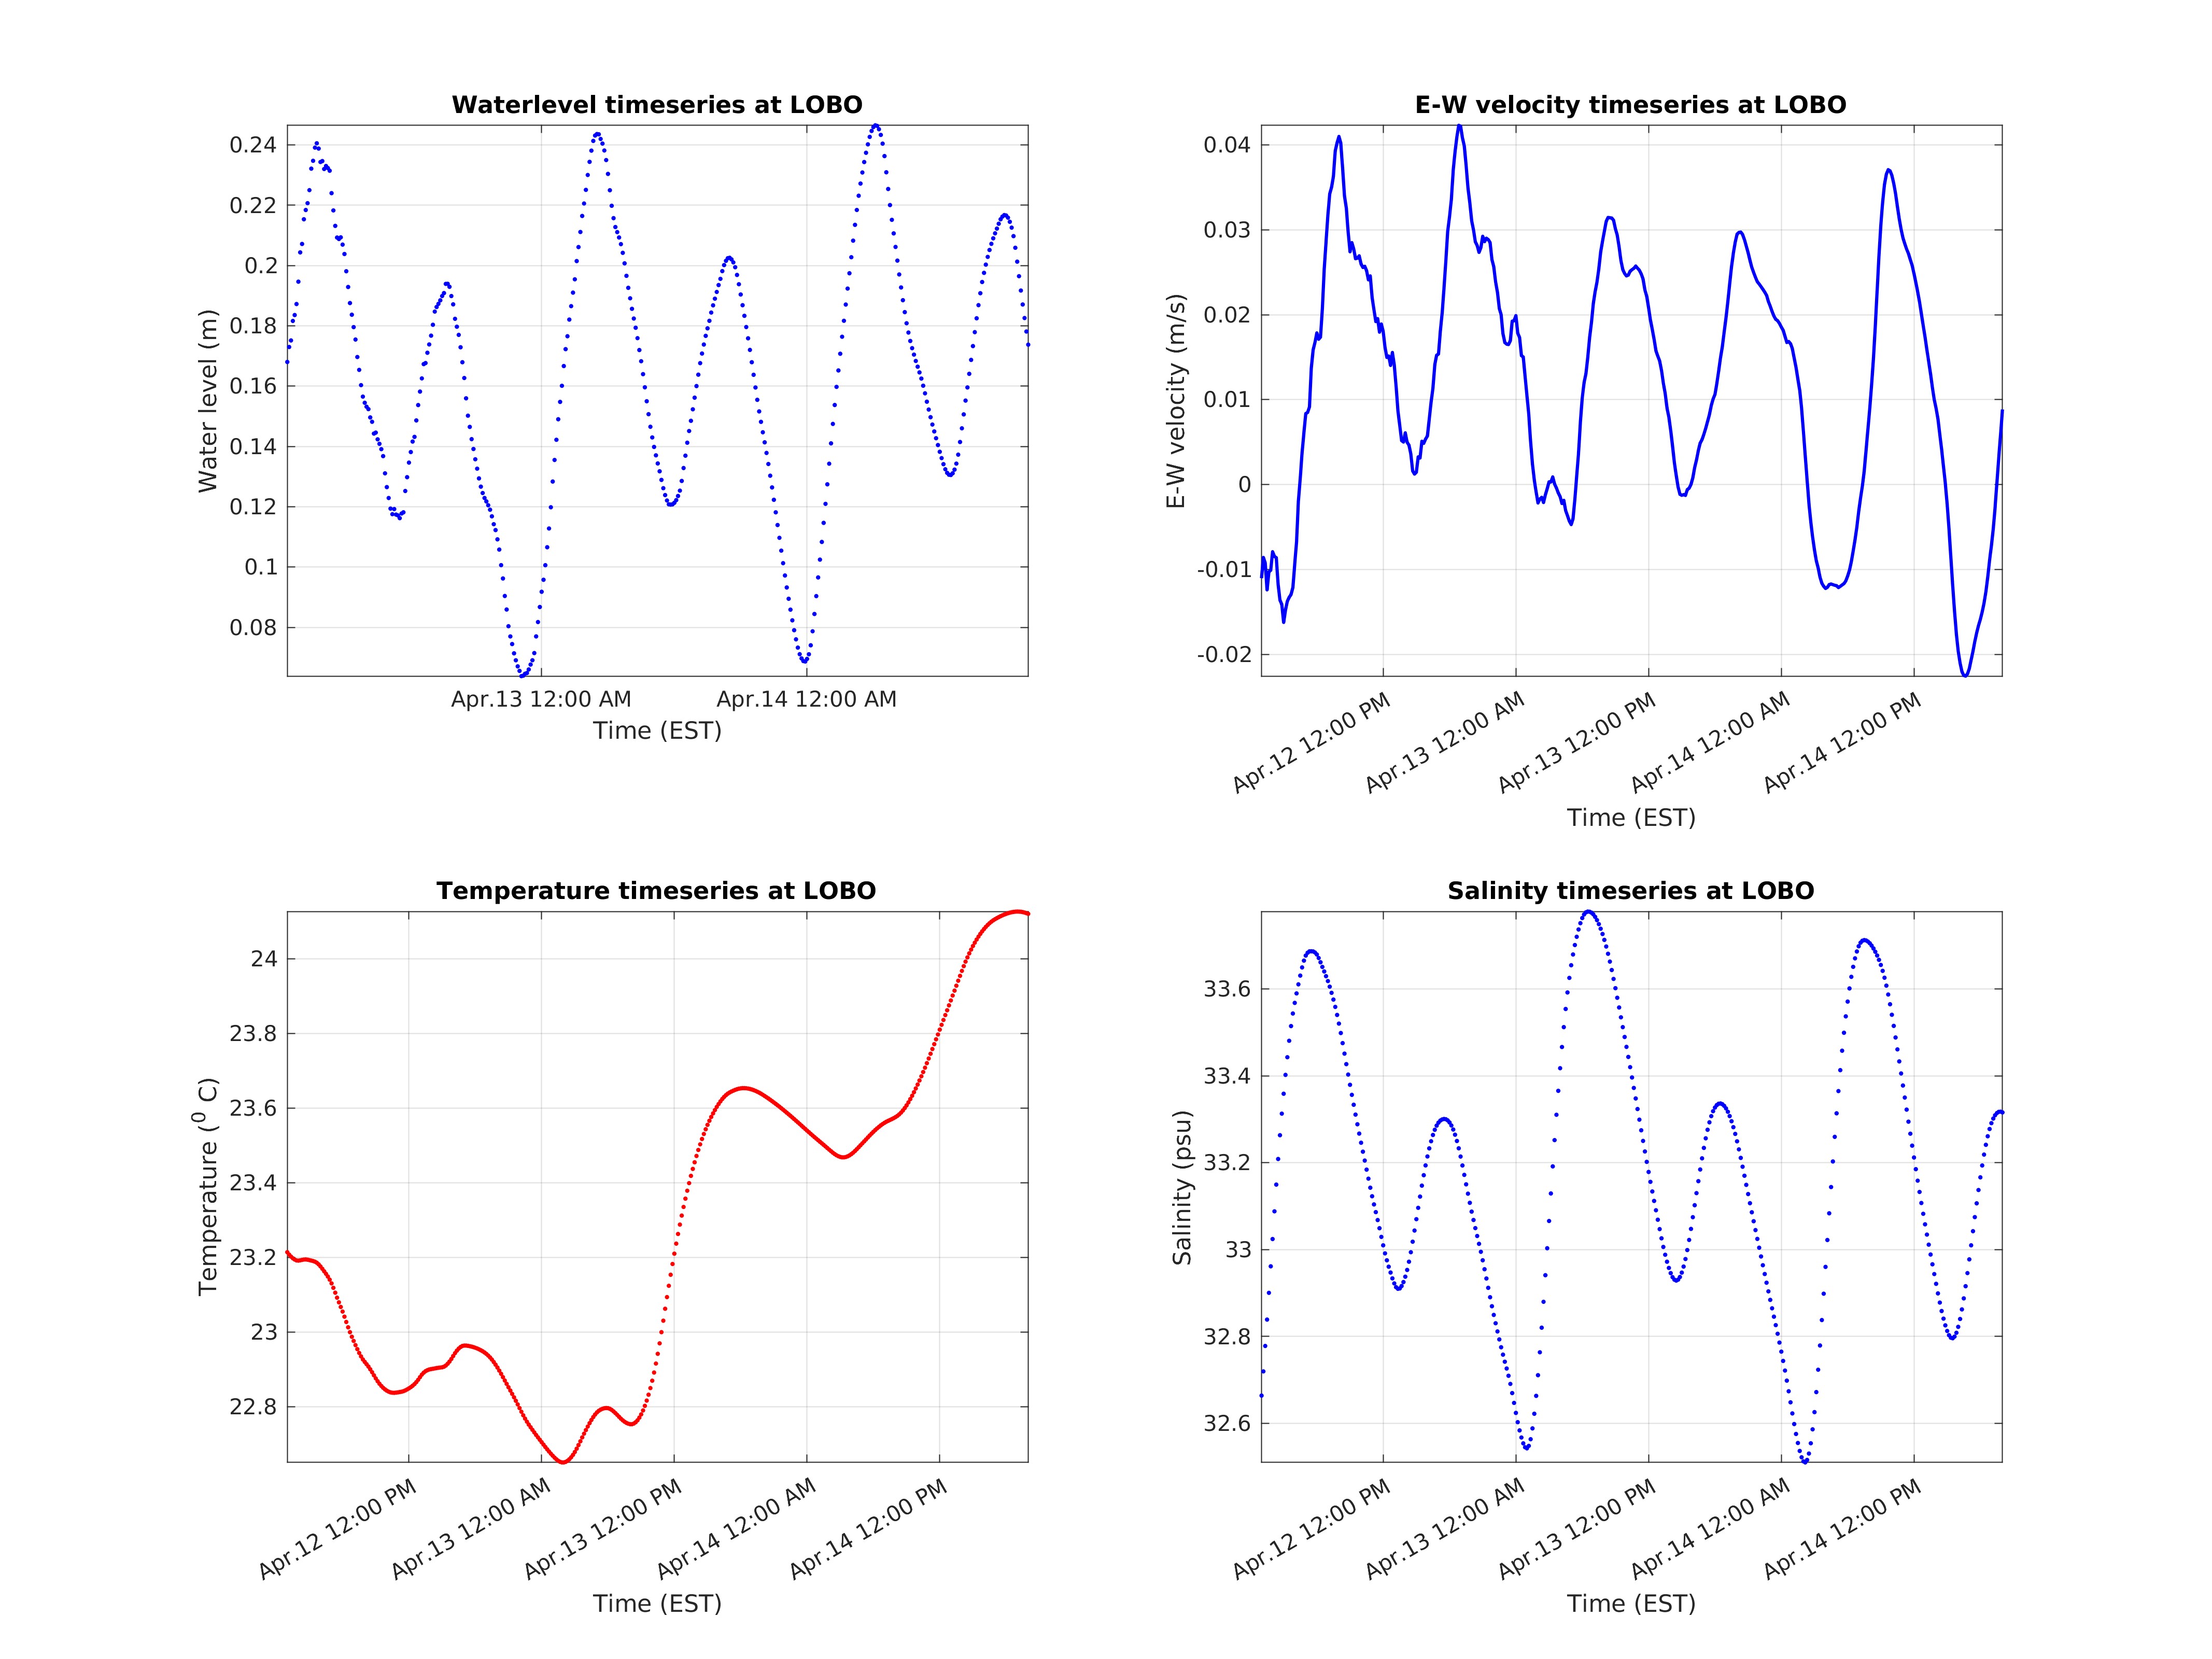 Waterlevel timeseries at LOBO
0.24
0.22
0.2
0.18
0.16
0.14
0.12
0.1
0.08
Water level (m)
Apr.13 12:00 AM
Apr.14 12:00 AM
Time (EST)
E-W velocity timeseries at LOBO
0.04
0.03
0.02
0.01
0
-0.01
-0.02
E-W velocity (m/s)
Apr.12 12:00 PM
Apr.13 12:00 AM
Apr.13 12:00 PM
Apr.14 12:00 AM
Apr.14 12:00 PM
Time (EST)
Temperature timeseries at LOBO
24
23.8
23.6
23.4
23.2
23
22.8
Temperature (⁰ C)
Apr.12 12:00 PM
Apr.13 12:00 AM
Apr.13 12:00 PM
Apr.14 12:00 AM
Apr.14 12:00 PM
Time (EST)
Salinity timeseries at LOBO
33.6
33.4
33.2
33
32.8
32.6
Salinity (psu)
Apr.12 12:00 PM
Apr.13 12:00 AM
Apr.13 12:00 PM
Apr.14 12:00 AM
Apr.14 12:00 PM
Time (EST)